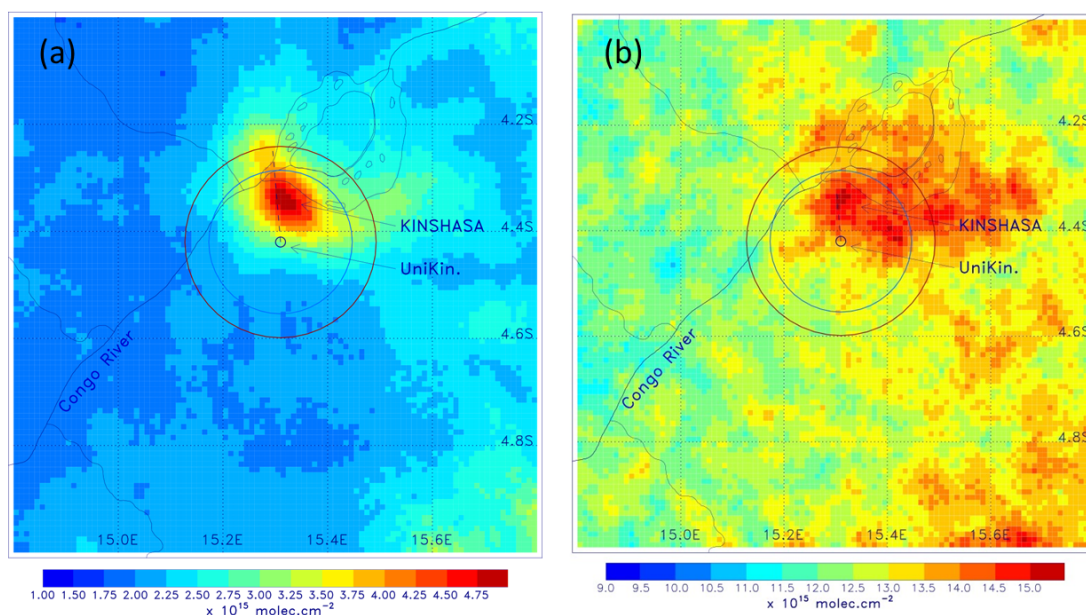 (a)
4.2S
KINSHASA
4.4S
UniKin.
4.6S
Congo River
4.8S
15.0E 15.2E 15.4E 15.6E
1.00 1.25 1.50 1.75 2.00 2.25 2.50 2.75 3.00 3.25 3.50 3.75 4.00 4.25 4.50 4.75
x 10¹⁵ molec.cm⁻²
(b)
4.2S
KINSHASA
4.4S
UniKin.
4.6S
Congo River
4.8S
15.0E 15.2E 15.4E 15.6E
9.0 9.5 10.0 10.5 11.0 11.5 12.0 12.5 13.0 13.5 14.0 14.5 15.0
x 10¹⁵ molec.cm⁻²